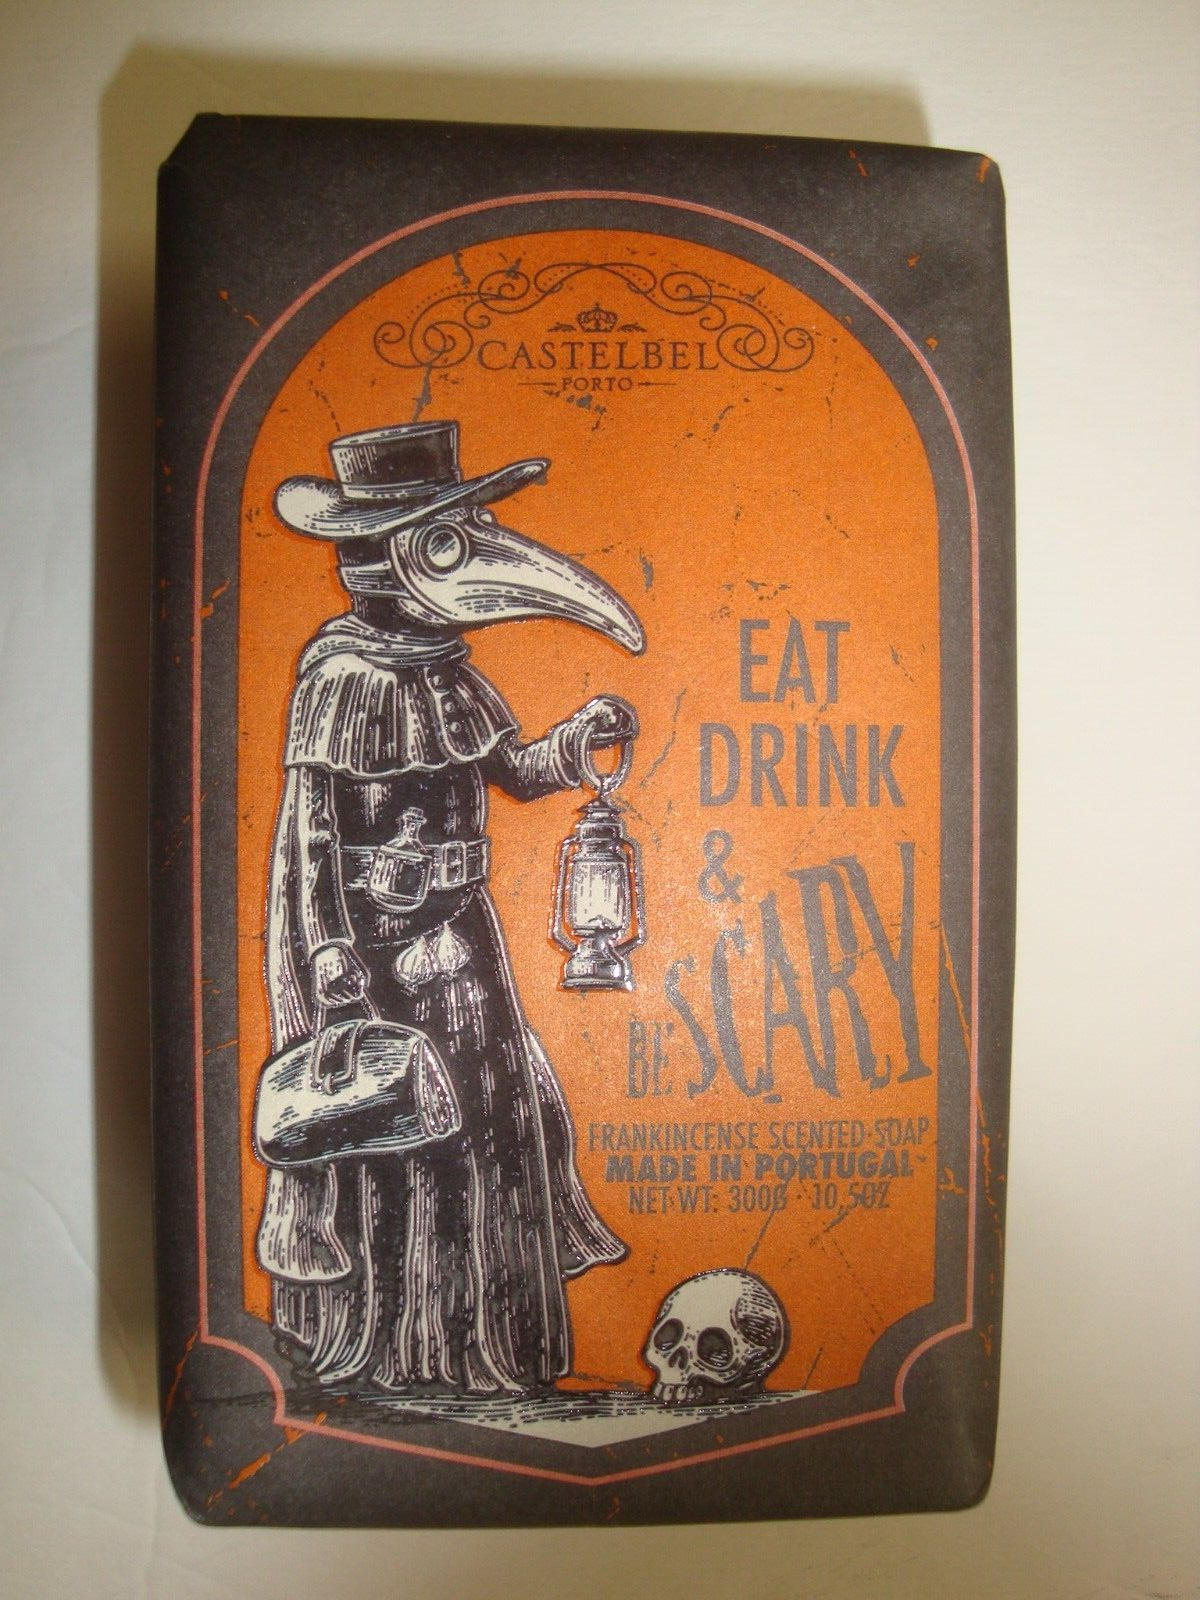 CASTELBEL
PORTO
EAT
DRINK
&
BE SCARY
FRANKINCENSE SCENTED SOAP
MADE IN PORTUGAL
NET WT: 300G · 10,5OZ